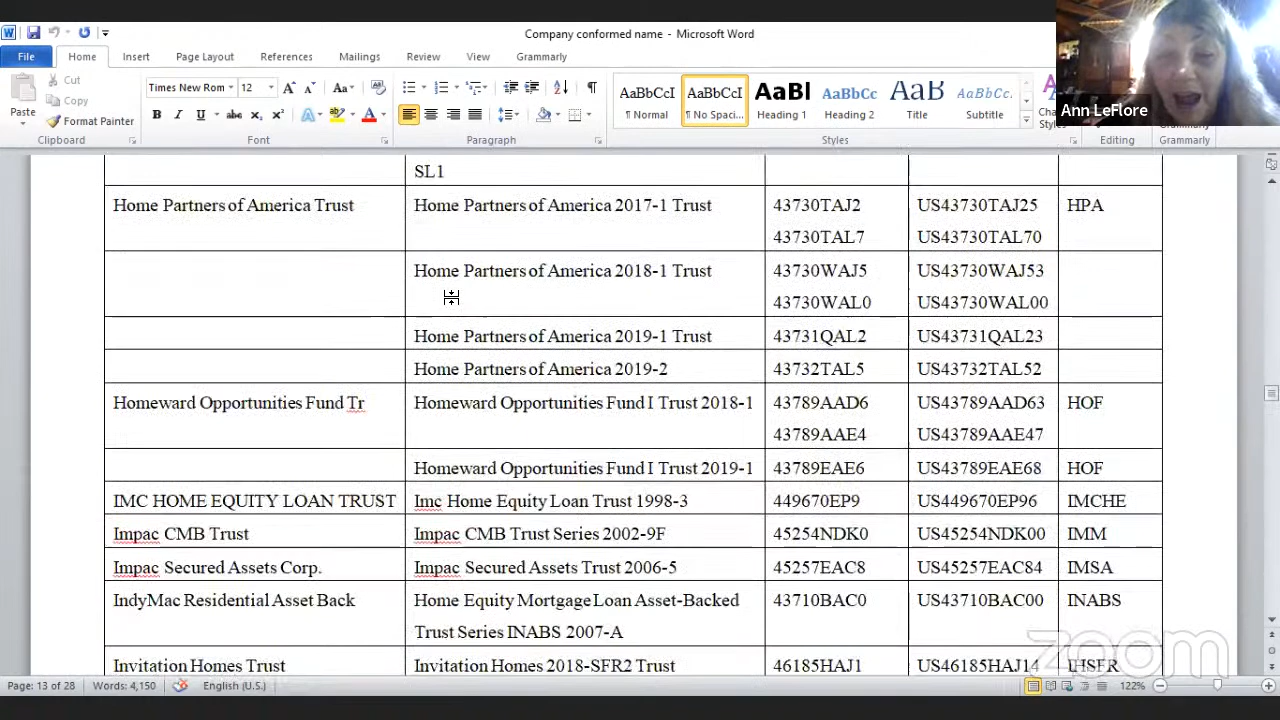 Company conformed name - Microsoft Word
File Home Insert Page Layout References Mailings Review View Grammarly
Paste Cut Copy Format Painter Clipboard
Times New Rom 12 Font
Paragraph
AaBbCcI ¶ Normal AaBbCcI ¶ No Spaci... AaBl Heading 1 AaBbCc Heading 2 AaB Title AaBbCc. Subtitle Styles
Styles Editing Grammarly
Ann LeFlore
SL1
Home Partners of America Trust Home Partners of America 2017-1 Trust 43730TAJ2 US43730TAJ25 HPA
43730TAL7 US43730TAL70
Home Partners of America 2018-1 Trust 43730WAJ5 US43730WAJ53
43730WAL0 US43730WAL00
Home Partners of America 2019-1 Trust 43731QAL2 US43731QAL23
Home Partners of America 2019-2 43732TAL5 US43732TAL52
Homeward Opportunities Fund Tr Homeward Opportunities Fund I Trust 2018-1 43789AAD6 US43789AAD63 HOF
43789AAE4 US43789AAE47
Homeward Opportunities Fund I Trust 2019-1 43789EAE6 US43789EAE68 HOF
IMC HOME EQUITY LOAN TRUST Imc Home Equity Loan Trust 1998-3 449670EP9 US449670EP96 IMCHE
Impac CMB Trust Impac CMB Trust Series 2002-9F 45254NDK0 US45254NDK00 IMM
Impac Secured Assets Corp. Impac Secured Assets Trust 2006-5 45257EAC8 US45257EAC84 IMSA
IndyMac Residential Asset Back Home Equity Mortgage Loan Asset-Backed 43710BAC0 US43710BAC00 INABS
Trust Series INABS 2007-A
Invitation Homes Trust Invitation Homes 2018-SFR2 Trust 46185HAJ1 US46185HAJ14 IHSFR
zoom
Page: 13 of 28 Words: 4,150 English (U.S.) 122%